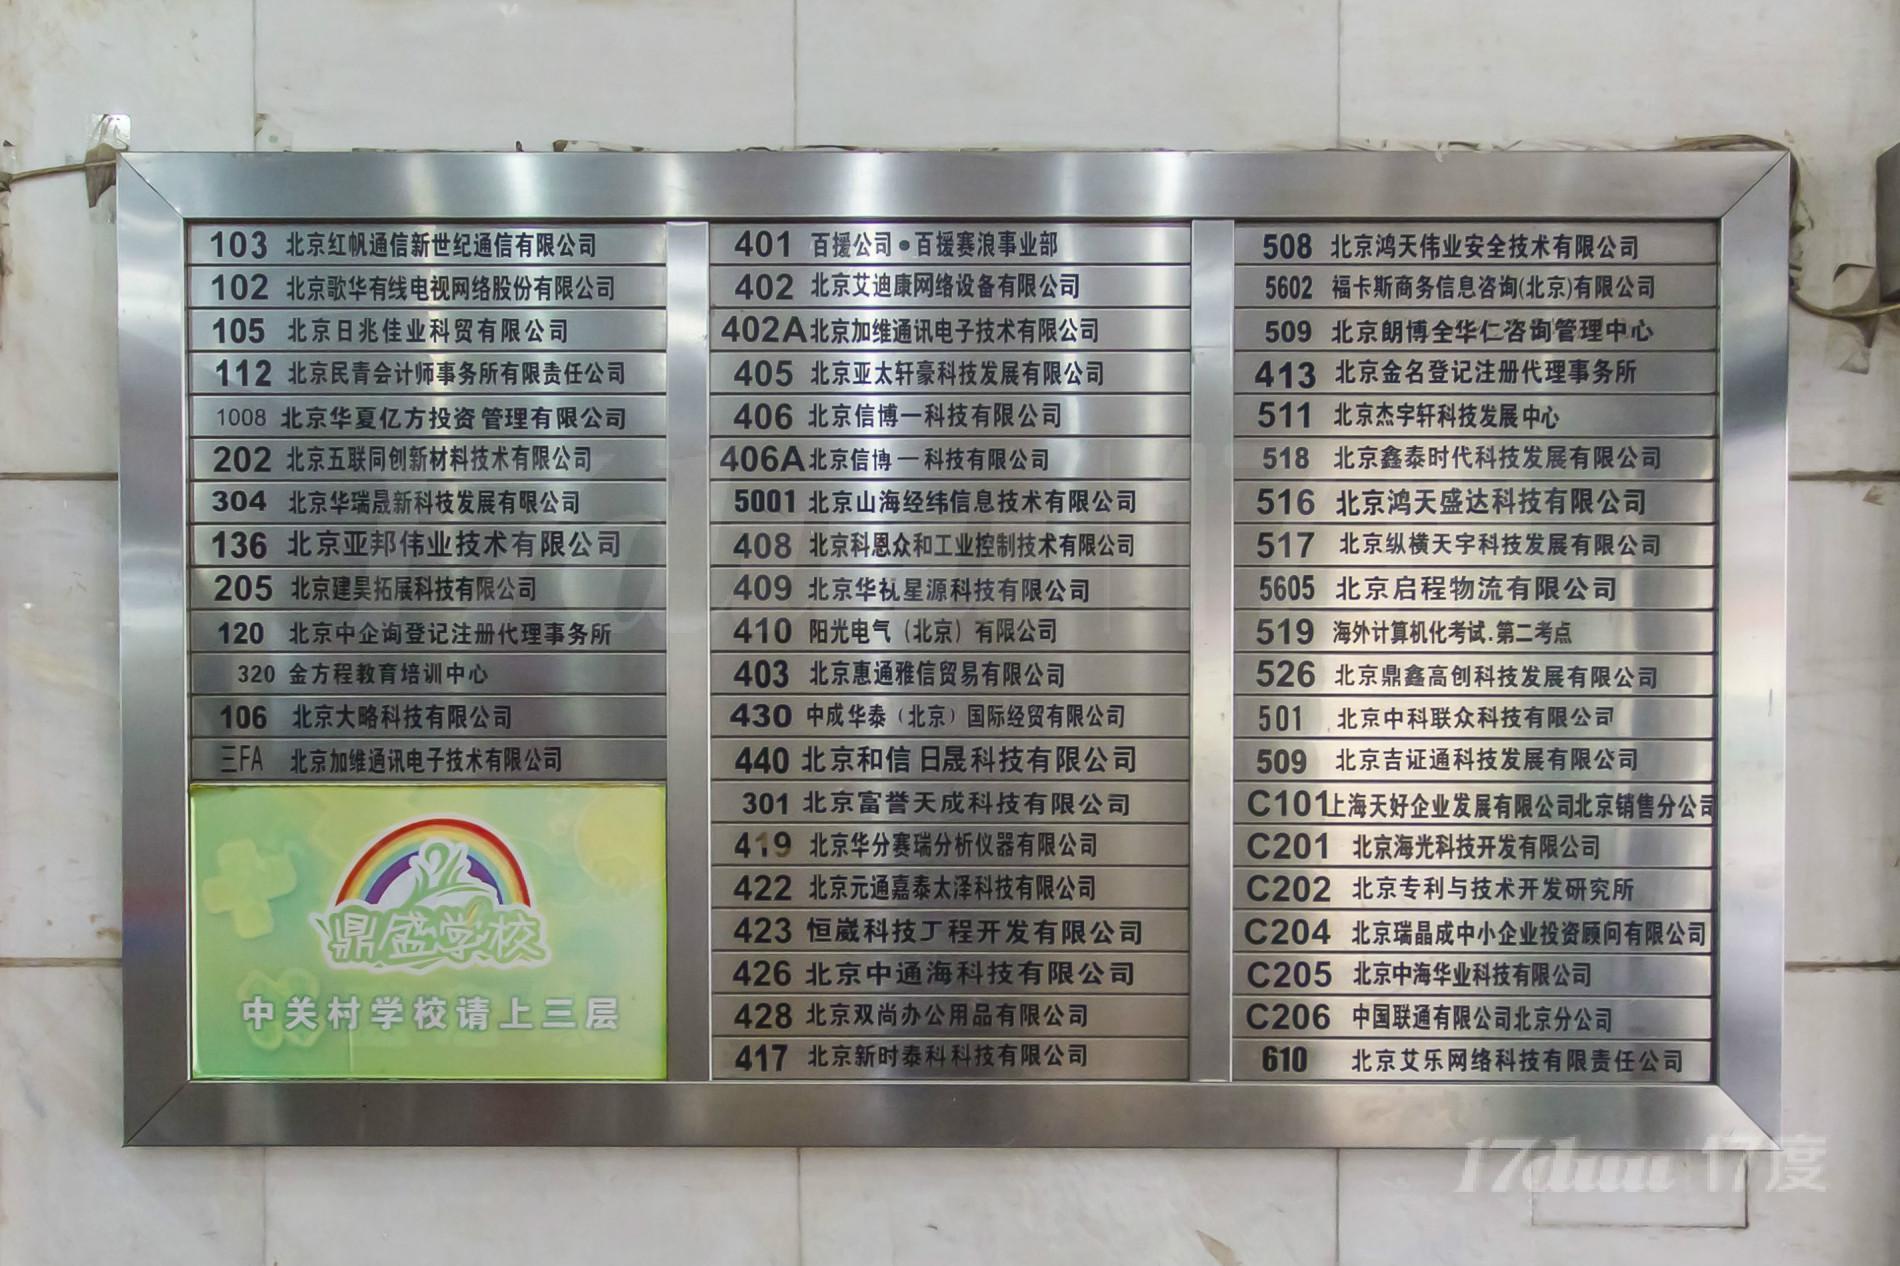 103 北京红帆通信新世纪通信有限公司
102 北京歌华有线电视网络股份有限公司
105 北京日兆佳业科贸有限公司
112 北京民青会计师事务所有限责任公司
1008 北京华夏亿方投资管理有限公司
202 北京五联同创新材料技术有限公司
304 北京华瑞晟新科技发展有限公司
136 北京亚邦伟业技术有限公司
205 北京建昊拓展科技有限公司
120 北京中企询登记注册代理事务所
320 金方程教育培训中心
106 北京大略科技有限公司
三FA 北京加维通讯电子技术有限公司
鼎盛学校
中关村学校请上三层
401 百援公司•百援赛浪事业部
402 北京艾迪康网络设备有限公司
402A 北京加维通讯电子技术有限公司
405 北京亚太轩豪科技发展有限公司
406 北京信博一科技有限公司
406A 北京信博一科技有限公司
5001 北京山海经纬信息技术有限公司
408 北京科恩众和工业控制技术有限公司
409 北京华礼星源科技有限公司
410 阳光电气（北京）有限公司
403 北京惠通雅信贸易有限公司
430 中成华泰（北京）国际经贸有限公司
440 北京和信日晟科技有限公司
301 北京富誉天成科技有限公司
419 北京华分赛瑞分析仪器有限公司
422 北京元通嘉泰太泽科技有限公司
423 恒崴科技工程开发有限公司
426 北京中通海科技有限公司
428 北京双尚办公用品有限公司
417 北京新时泰科科技有限公司
508 北京鸿天伟业安全技术有限公司
5602 福卡斯商务信息咨询(北京)有限公司
509 北京朗博全华仁咨询管理中心
413 北京金名登记注册代理事务所
511 北京杰宇轩科技发展中心
518 北京鑫泰时代科技发展有限公司
516 北京鸿天盛达科技有限公司
517 北京纵横天宇科技发展有限公司
5605 北京启程物流有限公司
519 海外计算机化考试.第二考点
526 北京鼎鑫高创科技发展有限公司
501 北京中科联众科技有限公司
509 北京吉证通科技发展有限公司
C101 上海天好企业发展有限公司北京销售分公司
C201 北京海光科技开发有限公司
C202 北京专利与技术开发研究所
C204 北京瑞晶成中小企业投资顾问有限公司
C205 北京中海华业科技有限公司
C206 中国联通有限公司北京分公司
610 北京艾乐网络科技有限责任公司
17duu 17度